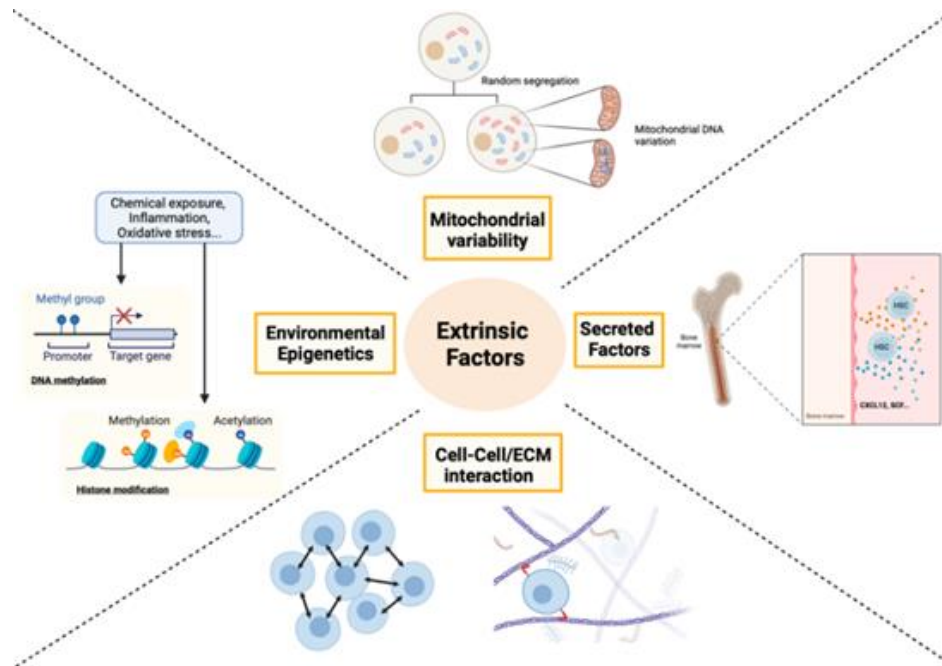 Random segregation
Mitochondrial DNA
variation
Mitochondrial
variability
Chemical exposure,
Inflammation,
Oxidative stress...
Methyl group
Promoter
Target gene
DNA methylation
Methylation
Acetylation
Histone modification
Environmental
Epigenetics
Extrinsic
Factors
Secreted
Factors
Bone
marrow
HSC
HSC
CXCL12, SCF...
Bone marrow
Cell-Cell/ECM
interaction